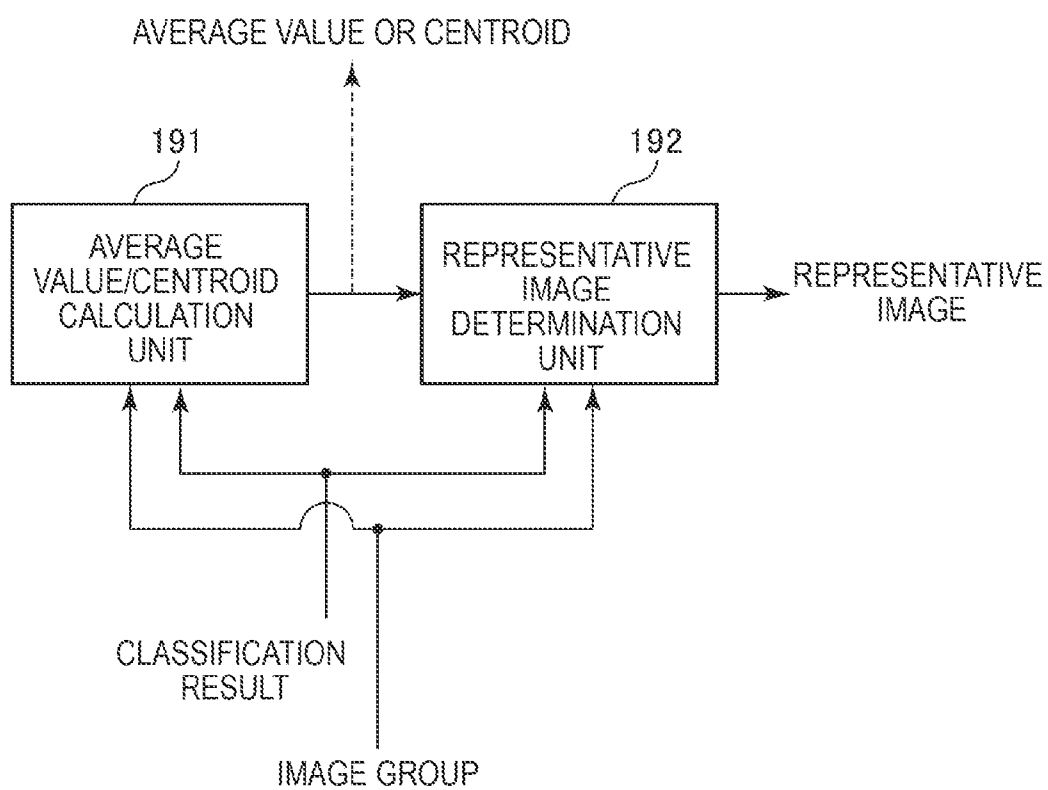 AVERAGE VALUE OR CENTROID
191
192
AVERAGE
VALUE/CENTROID
CALCULATION
UNIT
REPRESENTATIVE
IMAGE
DETERMINATION
UNIT
REPRESENTATIVE
IMAGE
CLASSIFICATION
RESULT
IMAGE GROUP